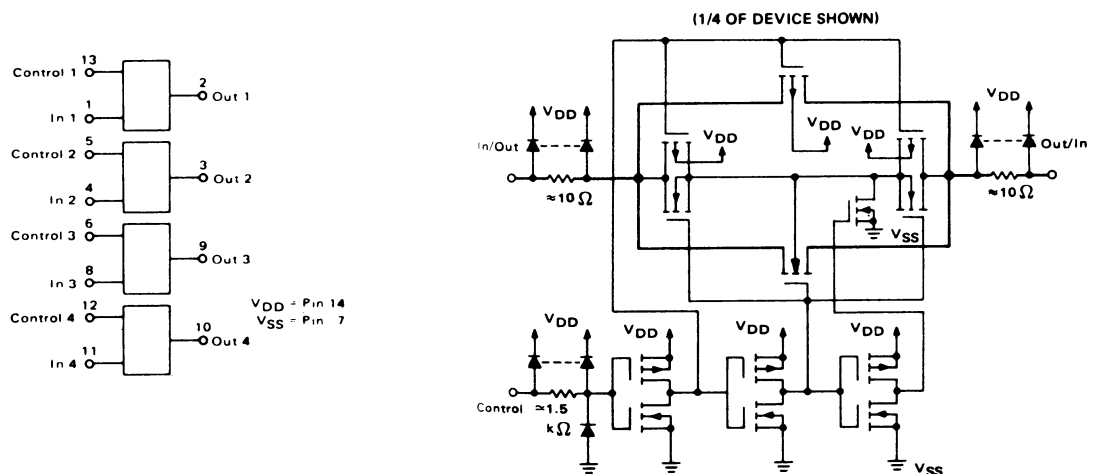 (1/4 OF DEVICE SHOWN)
13
Control 1
2
Out 1
1
In 1
5
Control 2
3
Out 2
4
In 2
6
Control 3
9
Out 3
8
In 3
12
Control 4
10
Out 4
11
In 4
VDD = Pin 14
VSS = Pin 7
VDD
In/Out
≈10Ω
VDD
VDD
VDD
VDD
Out/In
≈10Ω
VSS
VDD
VDD
VDD
VDD
Control
≃1.5
kΩ
VSS